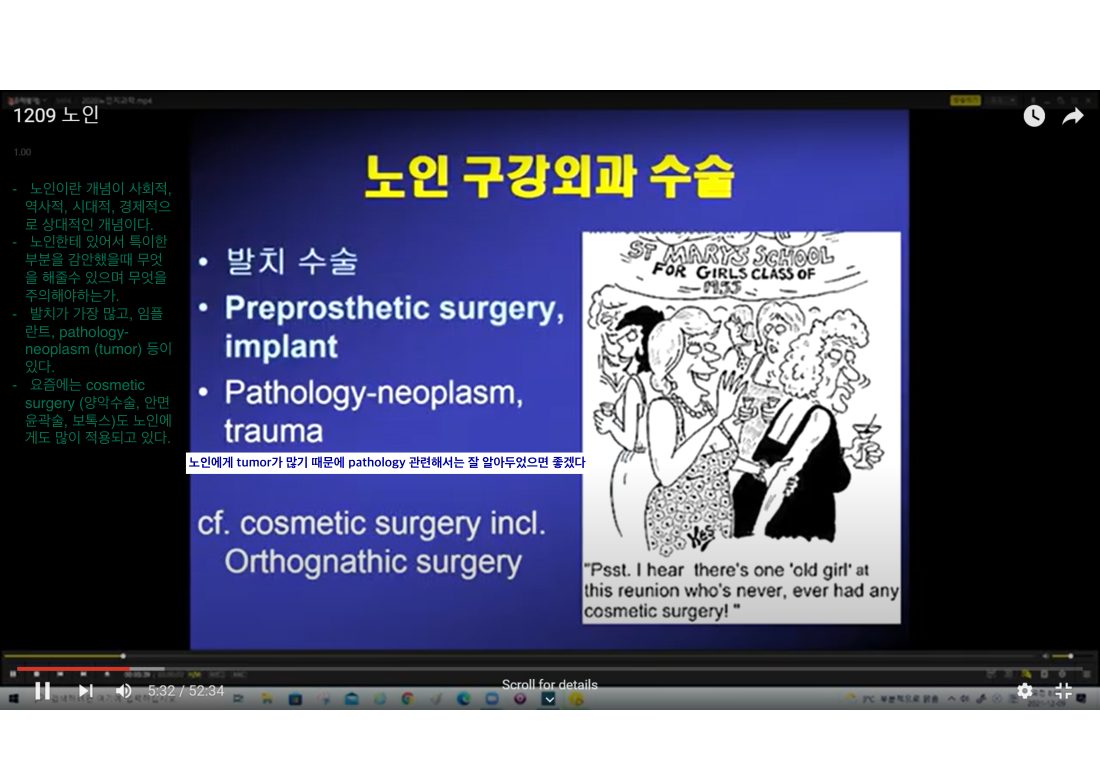 1209 노인
1.00
- 노인이란 개념이 사회적,
역사적, 시대적, 경제적으
로 상대적인 개념이다.
- 노인한테 있어서 특이한
부분을 감안했을때 무엇
을 해줄수 있으며 무엇을
주의해야하는가.
- 발치가 가장 많고, 임플
란트, pathology-
neoplasm (tumor) 등이
있다.
- 요즘에는 cosmetic
surgery (양악수술, 안면
윤곽술, 보톡스)도 노인에
게도 많이 적용되고 있다.
노인 구강외과 수술
• 발치 수술
• Preprosthetic surgery,
implant
• Pathology-neoplasm,
trauma
노인에게 tumor가 많기 때문에 pathology 관련해서는 잘 알아두었으면 좋겠다
cf. cosmetic surgery incl.
Orthognathic surgery
ST MARY'S SCHOOL
FOR GIRLS CLASS OF
1953
"Psst. I hear there's one 'old girl' at
this reunion who's never, ever had any
cosmetic surgery! "
5:32 / 52:34
Scroll for details